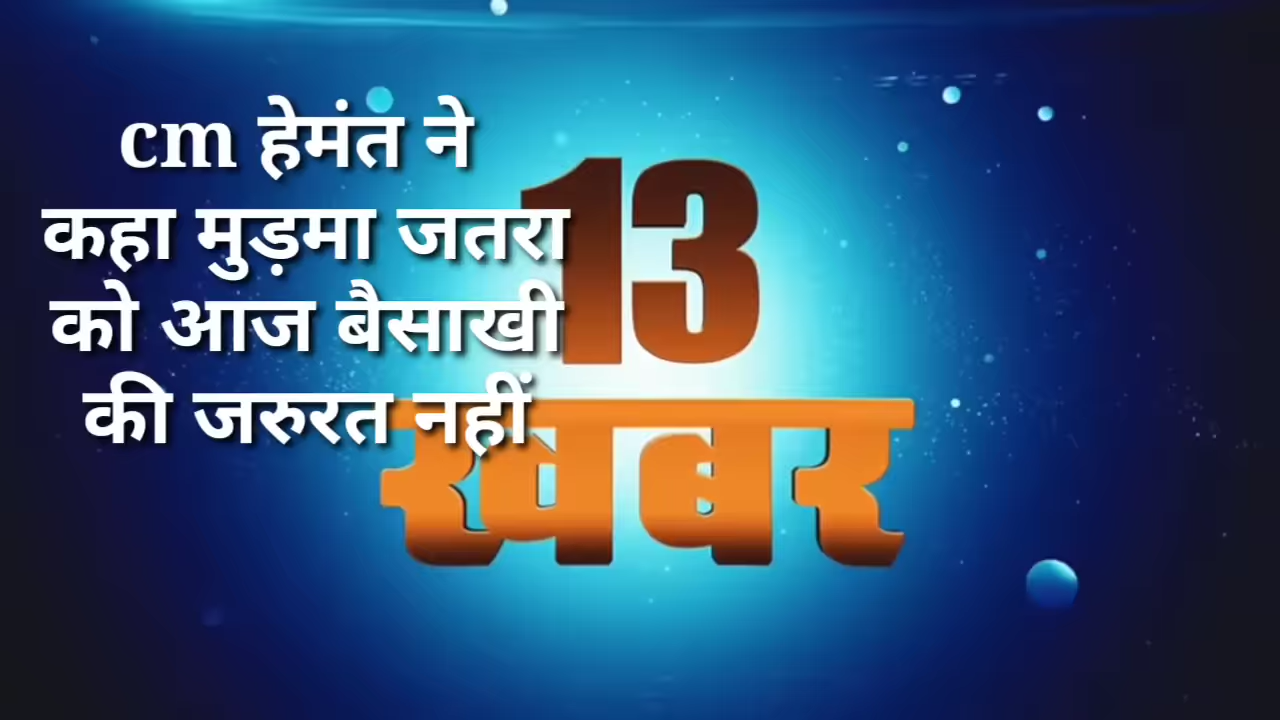 cm हेमंत ने
कहा मुड़मा जतरा
को आज बैसाखी
की जरुरत नहीं
13
खबर